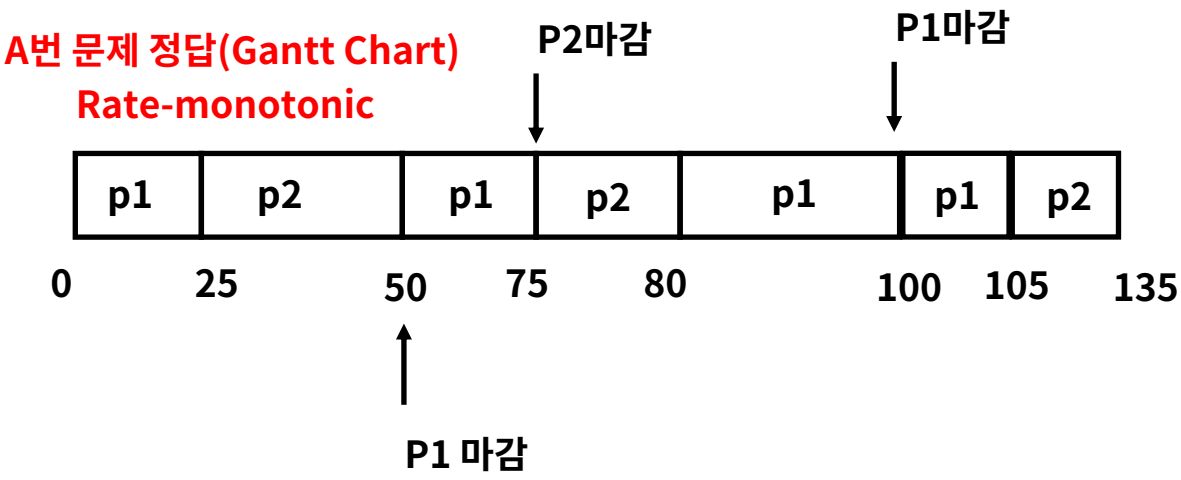 A번 문제 정답(Gantt Chart)
Rate-monotonic
P2마감
P1마감
p1 p2 p1 p2 p1 p1 p2
0 25 50 75 80 100 105 135
P1 마감